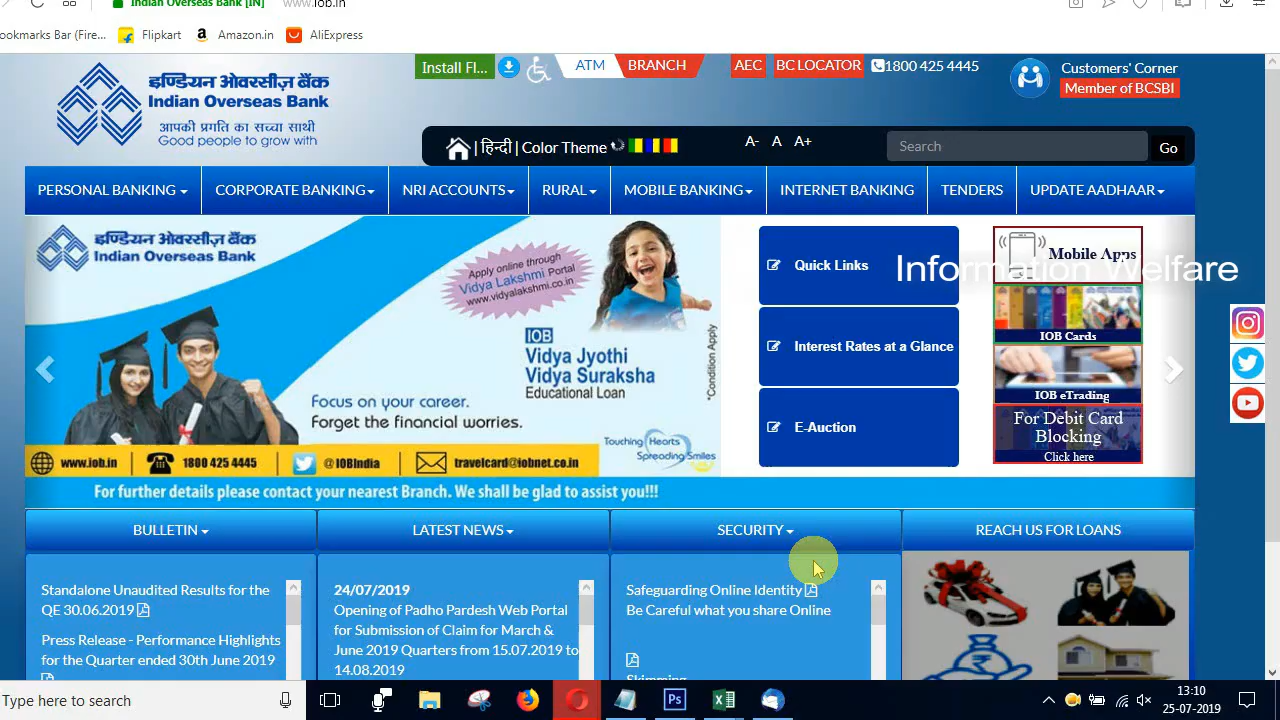 Indian Overseas Bank [IN] www.iob.in
ookmarks Bar (Fire... Flipkart Amazon.in AliExpress
इण्डियन ओवरसीज़ बैंक
Indian Overseas Bank
आपकी प्रगति का सच्चा साथी
Good people to grow with
Install Fl... ATM BRANCH AEC BC LOCATOR 1800 425 4445
Customers' Corner
Member of BCSBI
| हिन्दी | Color Theme A- A A+ Search Go
PERSONAL BANKING CORPORATE BANKING NRI ACCOUNTS RURAL MOBILE BANKING INTERNET BANKING TENDERS UPDATE AADHAAR
इण्डियन ओवरसीज़ बैंक
Indian Overseas Bank
Apply online through
Vidya Lakshmi Portal
www.vidyalakshmi.co.in
IOB
Vidya Jyothi
Vidya Suraksha
Educational Loan
*Condition Apply
Focus on your career.
Forget the financial worries.
Touching Hearts
Spreading Smiles
www.iob.in 1800 425 4445 @IOBIndia travelcard@iobnet.co.in
For further details please contact your nearest Branch. We shall be glad to assist you!!!
Quick Links
Interest Rates at a Glance
E-Auction
Mobile Apps
Information Welfare
IOB Cards
IOB eTrading
For Debit Card
Blocking
Click here
BULLETIN LATEST NEWS SECURITY REACH US FOR LOANS
Standalone Unaudited Results for the
QE 30.06.2019
Press Release - Performance Highlights
for the Quarter ended 30th June 2019
24/07/2019
Opening of Padho Pardesh Web Portal
for Submission of Claim for March &
June 2019 Quarters from 15.07.2019 to
14.08.2019
Safeguarding Online Identity
Be Careful what you share Online
Skimming
Type here to search
13:10
25-07-2019